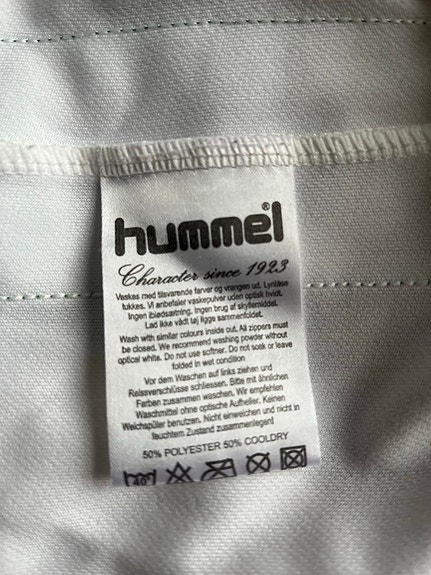 hummel®
Character since 1923
Vaskes med tilsvarende farver og vrangen ud. Lynlåse
lukkes. Vi anbefaler vaskepulver uden optisk hvidt.
Ingen iblødsætning. Ingen brug af skyllemiddel.
Lad ikke vådt tøj ligge sammenfoldet.
Wash with similar colours inside out. All zippers must
be closed. We recommend washing powder without
optical white. Do not use softner. Do not soak or leave
folded in wet condition
Vor dem Waschen auf links ziehen und
Reissverschlüsse schliessen. Bitte mit ähnlichen
Farben zusammen waschen. Wir empfehlen
Waschmittel ohne optische Aufheller. Keinen
Weichspüler benutzen. Nicht einweichen und nicht in
feuchtem Zustand zusammenlegen!
50% POLYESTER 50% COOLDRY